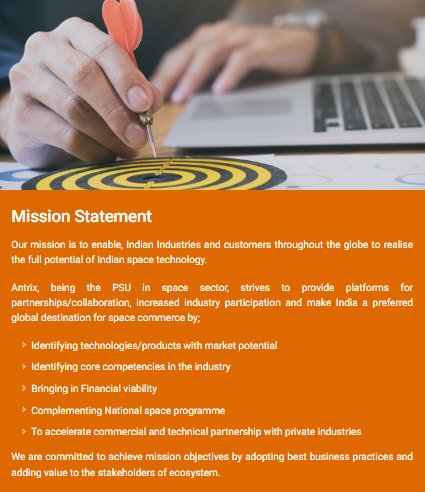 Mission Statement
Our mission is to enable, Indian Industries and customers throughout the globe to realise
the full potential of Indian space technology.
Antrix, being the PSU in space sector, strives to provide platforms for
partnerships/collaboration, increased industry participation and make India a preferred
global destination for space commerce by;
Identifying technologies/products with market potential
Identifying core competencies in the industry
Bringing in Financial viability
Complementing National space programme
To accelerate commercial and technical partnership with private industries
We are committed to achieve mission objectives by adopting best business practices and
adding value to the stakeholders of ecosystem.